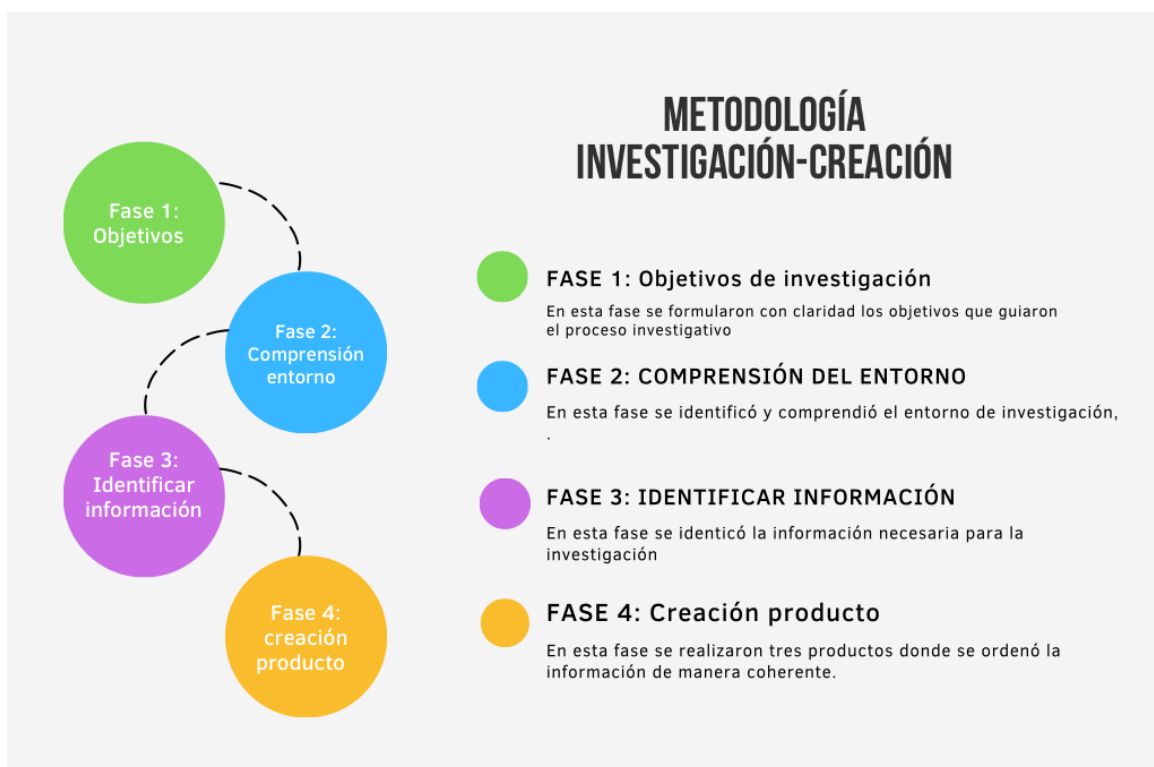 METODOLOGÍA
INVESTIGACIÓN-CREACIÓN
Fase 1:
Objetivos
Fase 2:
Comprensión
entorno
Fase 3:
Identificar
información
Fase 4:
creación
producto
FASE 1: Objetivos de investigación
En esta fase se formularon con claridad los objetivos que guiaron
el proceso investigativo
FASE 2: COMPRENSIÓN DEL ENTORNO
En esta fase se identificó y comprendió el entorno de investigación,
.
FASE 3: IDENTIFICAR INFORMACIÓN
En esta fase se identicó la información necesaria para la
investigación
FASE 4: Creación producto
En esta fase se realizaron tres productos donde se ordenó la
información de manera coherente.